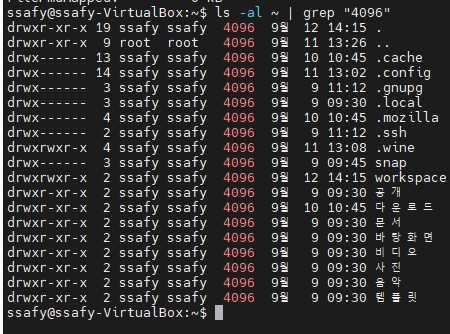 ssafy@ssafy-VirtualBox:~$ ls -al ~ | grep "4096"
drwxr-xr-x 19 ssafy ssafy 4096 9월 12 14:15 .
drwxr-xr-x 9 root root 4096 9월 11 13:26 ..
drwx------ 13 ssafy ssafy 4096 9월 10 10:45 .cache
drwx------ 14 ssafy ssafy 4096 9월 11 13:02 .config
drwx------ 3 ssafy ssafy 4096 9월 9 11:12 .gnupg
drwx------ 3 ssafy ssafy 4096 9월 9 09:30 .local
drwx------ 4 ssafy ssafy 4096 9월 10 10:45 .mozilla
drwx------ 2 ssafy ssafy 4096 9월 9 11:12 .ssh
drwxrwxr-x 4 ssafy ssafy 4096 9월 11 13:08 .wine
drwx------ 3 ssafy ssafy 4096 9월 9 09:45 snap
drwxrwxr-x 2 ssafy ssafy 4096 9월 12 14:15 workspace
drwxr-xr-x 2 ssafy ssafy 4096 9월 9 09:30 공개
drwxr-xr-x 2 ssafy ssafy 4096 9월 10 10:45 다운로드
drwxr-xr-x 2 ssafy ssafy 4096 9월 9 09:30 문서
drwxr-xr-x 2 ssafy ssafy 4096 9월 9 09:30 바탕화면
drwxr-xr-x 2 ssafy ssafy 4096 9월 9 09:30 비디오
drwxr-xr-x 2 ssafy ssafy 4096 9월 9 09:30 사진
drwxr-xr-x 2 ssafy ssafy 4096 9월 9 09:30 음악
drwxr-xr-x 2 ssafy ssafy 4096 9월 9 09:30 템플릿
ssafy@ssafy-VirtualBox:~$